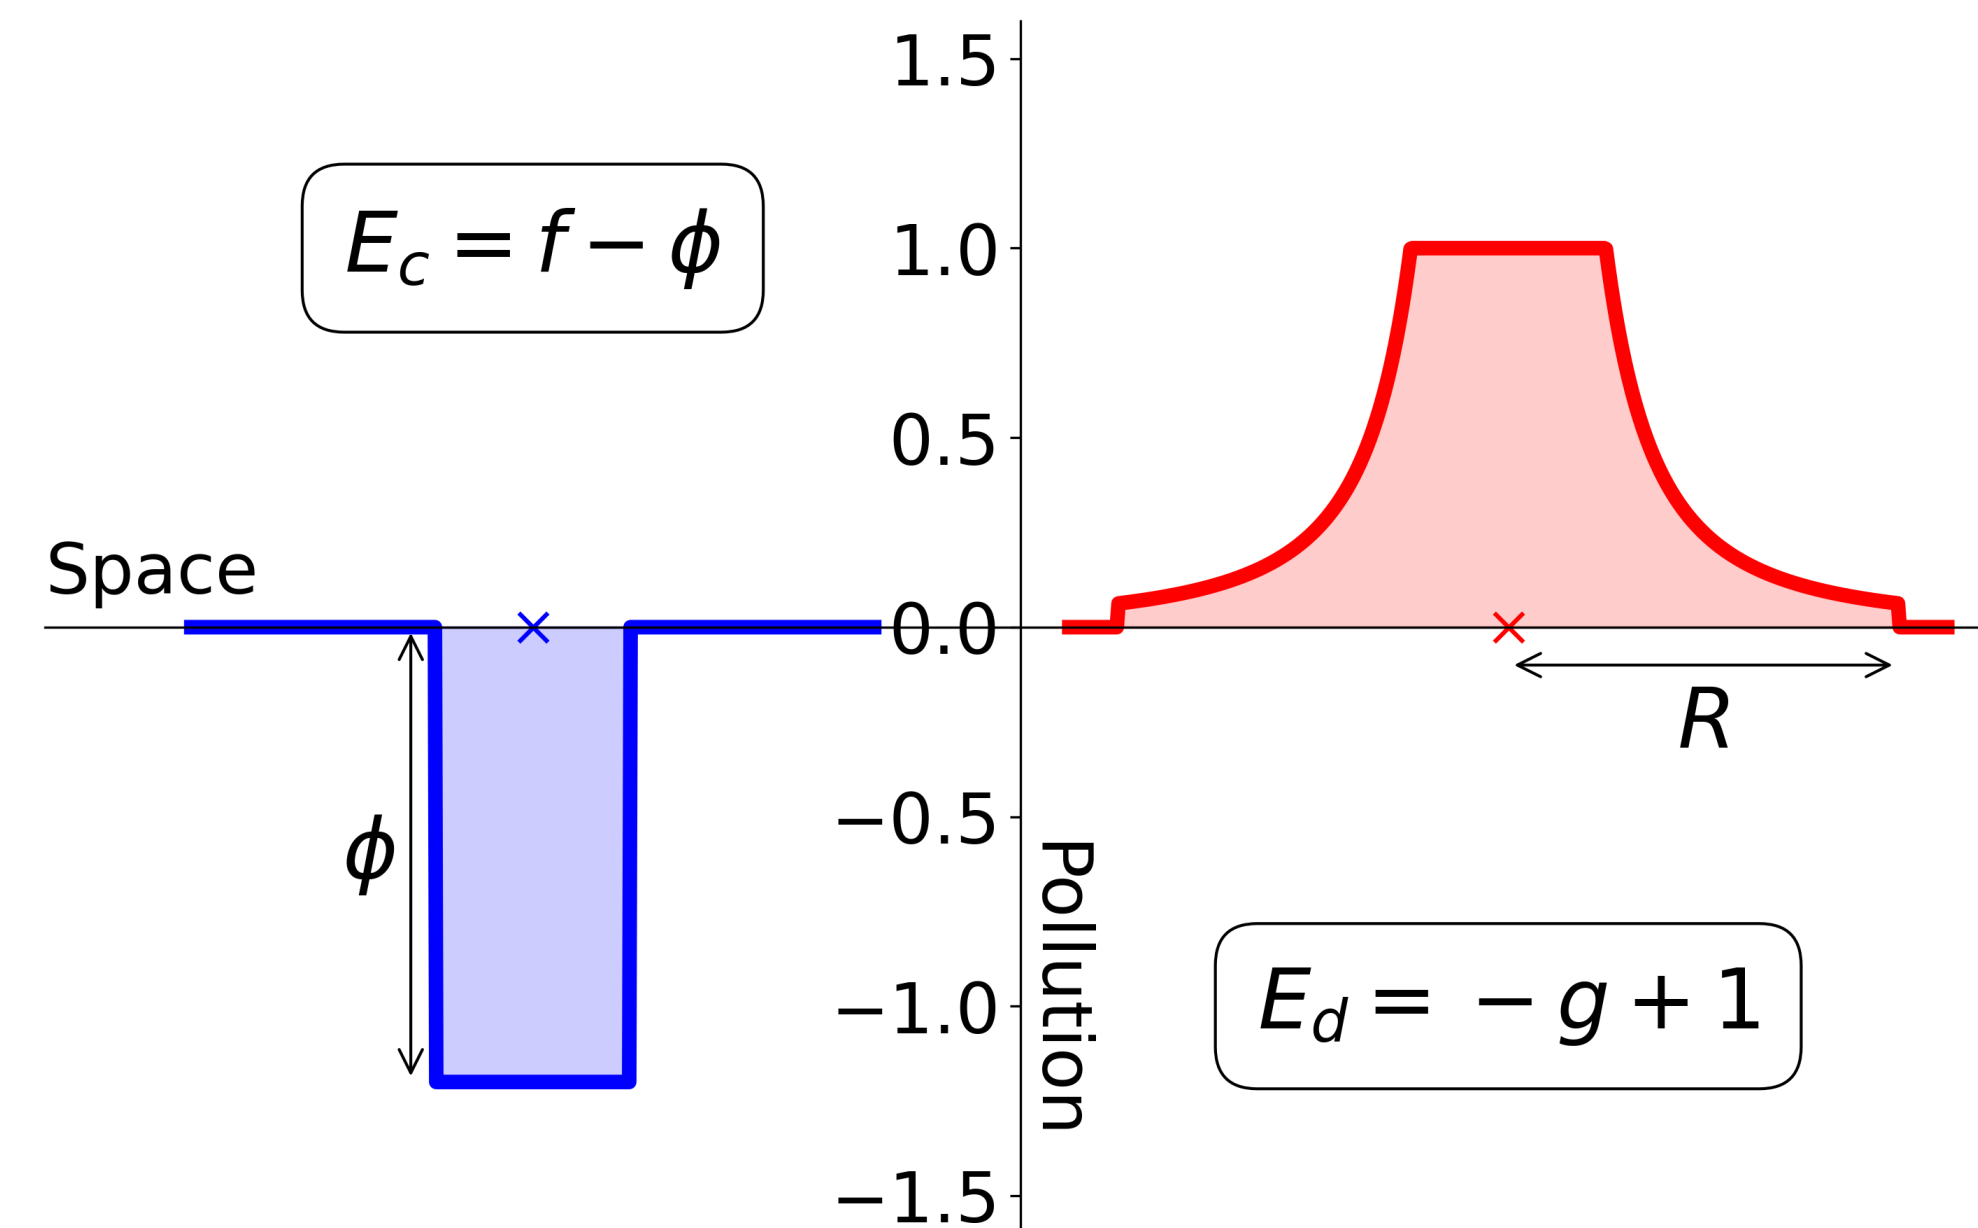 1.5
E_c = f − ϕ
1.0
0.5
Space
0.0
R
−0.5
ϕ
Pollution
−1.0
E_d = − g + 1
−1.5